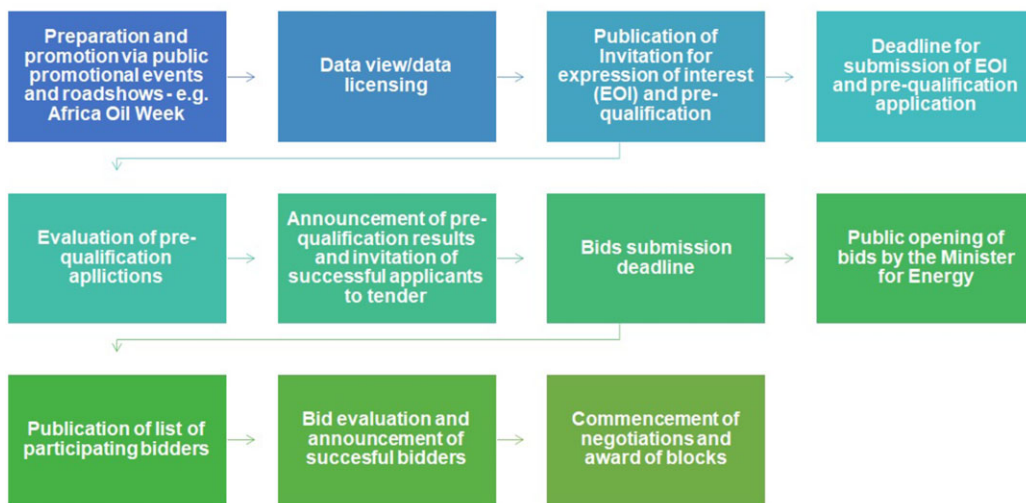 Preparation and
promotion via public
promotional events
and roadshows - e.g.
Africa Oil Week
Data view/data
licensing
Publication of
Invitation for
expression of interest
(EOI) and pre-
qualification
Deadline for
submission of EOI
and pre-qualification
application
Evaluation of pre-
qualification
apllictions
Announcement of pre-
qualification results
and invitation of
successful applicants
to tender
Bids submission
deadline
Public opening of
bids by the Minister
for Energy
Publication of list of
participating bidders
Bid evaluation and
announcement of
succesful bidders
Commencement of
negotiations and
award of blocks